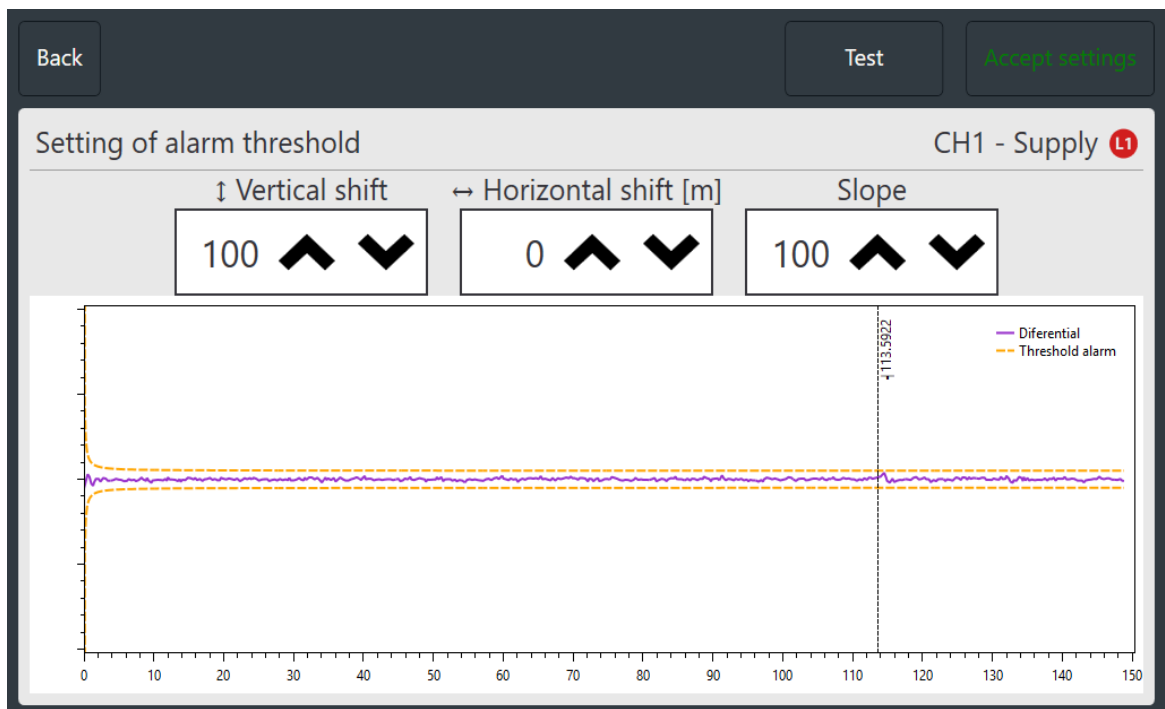 Back
Test
Accept settings
Setting of alarm threshold
CH1 - Supply L1
↕ Vertical shift
↔ Horizontal shift [m]
Slope
100
0
100
113.5922
Diferential
Threshold alarm
0 10 20 30 40 50 60 70 80 90 100 110 120 130 140 150